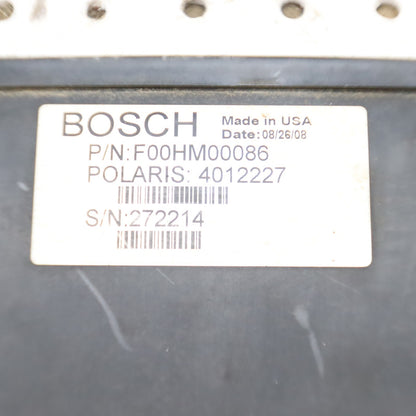 BOSCH Made in USA
Date: 08/26/08
P/N:F00HM00086
POLARIS: 4012227
S/N:272214